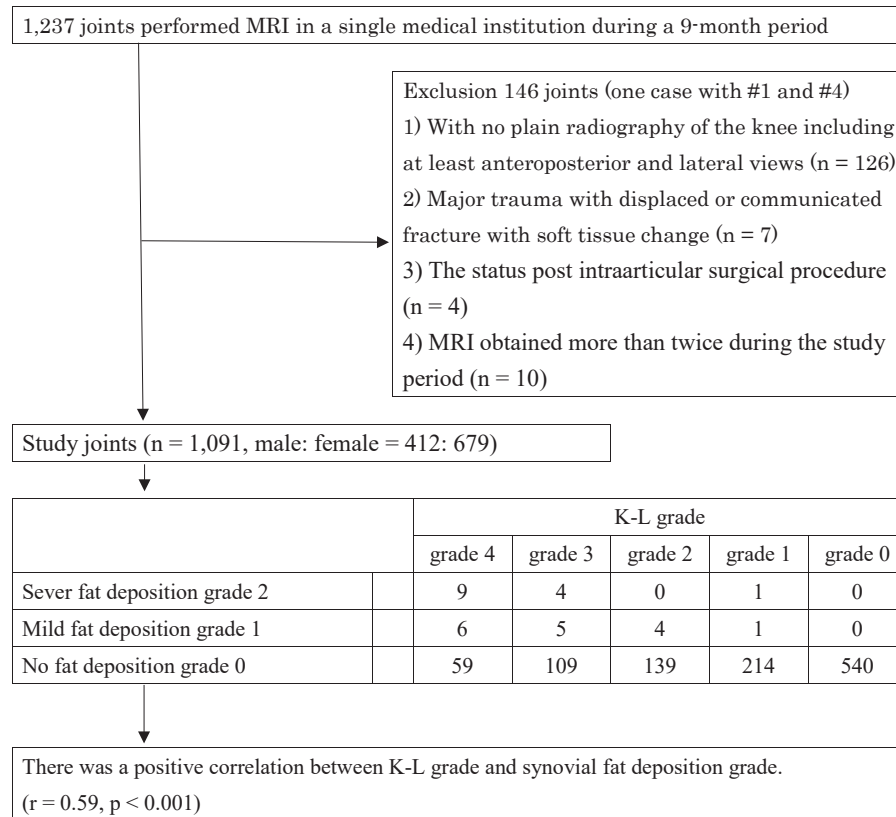 1,237 joints performed MRI in a single medical institution during a 9-month period
Exclusion 146 joints (one case with #1 and #4)
1) With no plain radiography of the knee including
at least anteroposterior and lateral views (n = 126)
2) Major trauma with displaced or communicated
fracture with soft tissue change (n = 7)
3) The status post intraarticular surgical procedure
(n = 4)
4) MRI obtained more than twice during the study
period (n = 10)
Study joints (n = 1,091, male: female = 412: 679)
K-L grade
grade 4 grade 3 grade 2 grade 1 grade 0
Sever fat deposition grade 2 9 4 0 1 0
Mild fat deposition grade 1 6 5 4 1 0
No fat deposition grade 0 59 109 139 214 540
There was a positive correlation between K-L grade and synovial fat deposition grade.
(r = 0.59, p < 0.001)